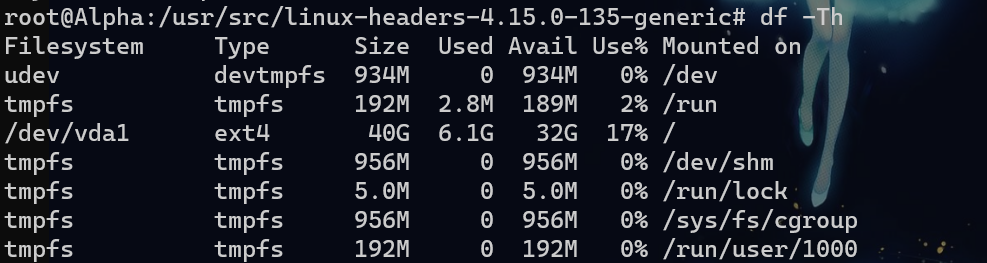 root@Alpha:/usr/src/linux-headers-4.15.0-135-generic# df -Th
Filesystem     Type      Size  Used Avail Use% Mounted on
udev           devtmpfs  934M     0  934M   0% /dev
tmpfs          tmpfs     192M  2.8M  189M   2% /run
/dev/vda1      ext4       40G  6.1G   32G  17% /
tmpfs          tmpfs     956M     0  956M   0% /dev/shm
tmpfs          tmpfs     5.0M     0  5.0M   0% /run/lock
tmpfs          tmpfs     956M     0  956M   0% /sys/fs/cgroup
tmpfs          tmpfs     192M     0  192M   0% /run/user/1000